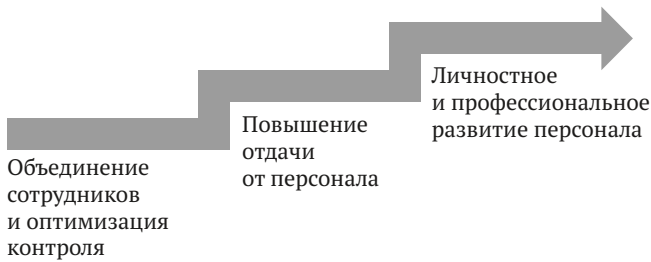 Объединение
сотрудников
и оптимизация
контроля
Повышение
отдачи
от персонала
Личностное
и профессиональное
развитие персонала